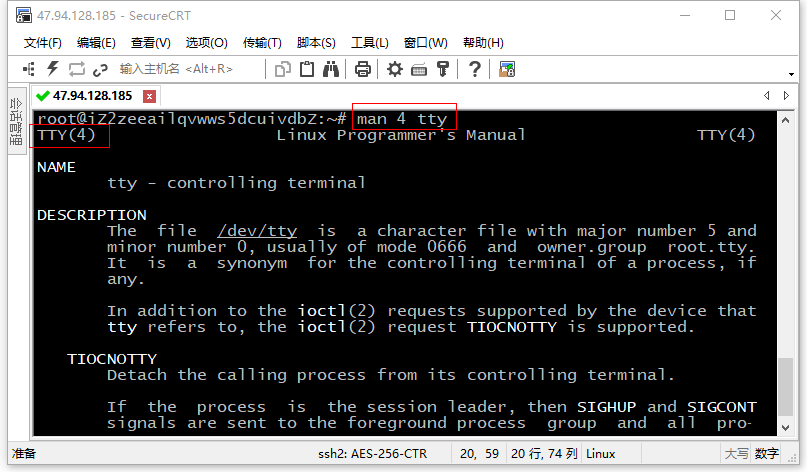 47.94.128.185 - SecureCRT
文件(F) 编辑(E) 查看(V) 选项(O) 传输(T) 脚本(S) 工具(L) 窗口(W) 帮助(H)
输入主机名 <Alt+R>
会话管理
47.94.128.185
root@iZ2zeeailqvwws5dcuivdbZ:~# man 4 tty
TTY(4) Linux Programmer's Manual TTY(4)
NAME
tty - controlling terminal
DESCRIPTION
The file /dev/tty is a character file with major number 5 and
minor number 0, usually of mode 0666 and owner.group root.tty.
It is a synonym for the controlling terminal of a process, if
any.
In addition to the ioctl(2) requests supported by the device that
tty refers to, the ioctl(2) request TIOCNOTTY is supported.
TIOCNOTTY
Detach the calling process from its controlling terminal.
If the process is the session leader, then SIGHUP and SIGCONT
signals are sent to the foreground process group and all pro-
准备 ssh2: AES-256-CTR 20, 59 20 行, 74 列 Linux 大写 数字